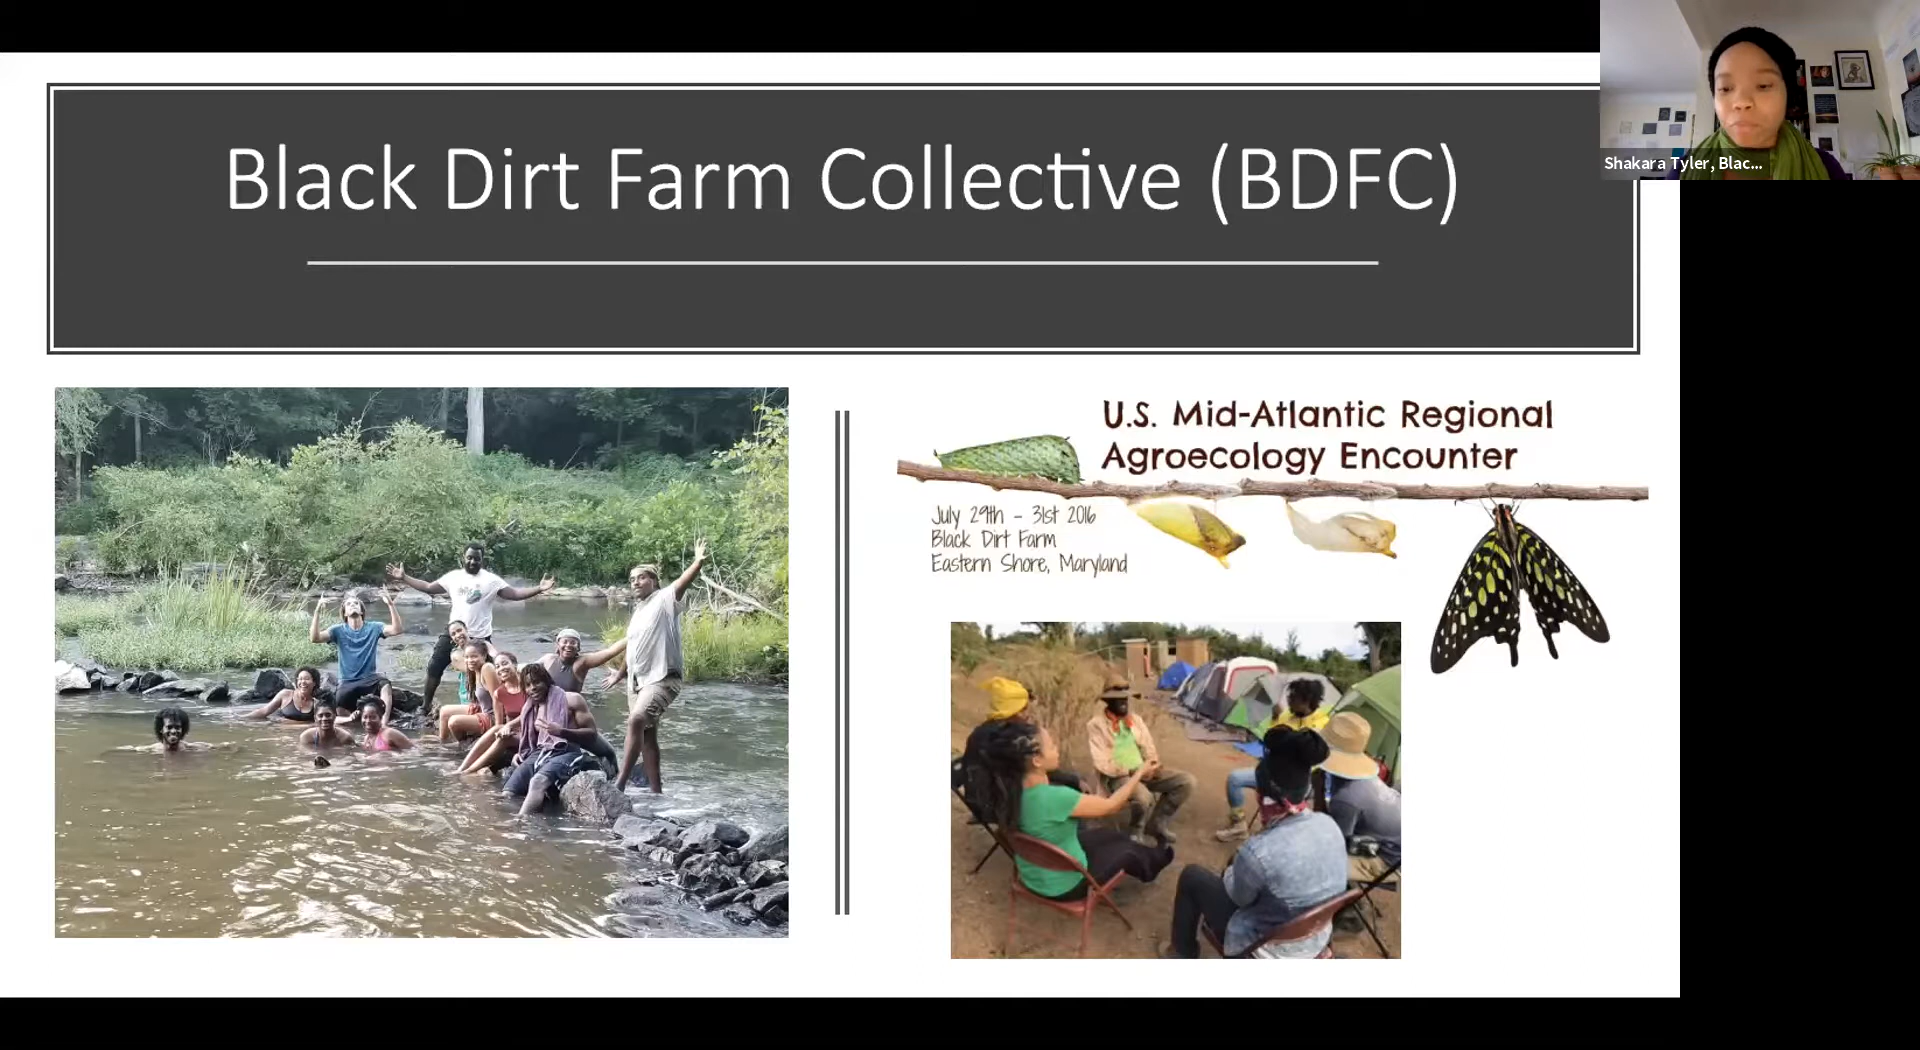 Black Dirt Farm Collective (BDFC)
Shakara Tyler, Blac...
U.S. Mid-Atlantic Regional
Agroecology Encounter
July 29th - 31st 2016
Black Dirt Farm
Eastern Shore, Maryland